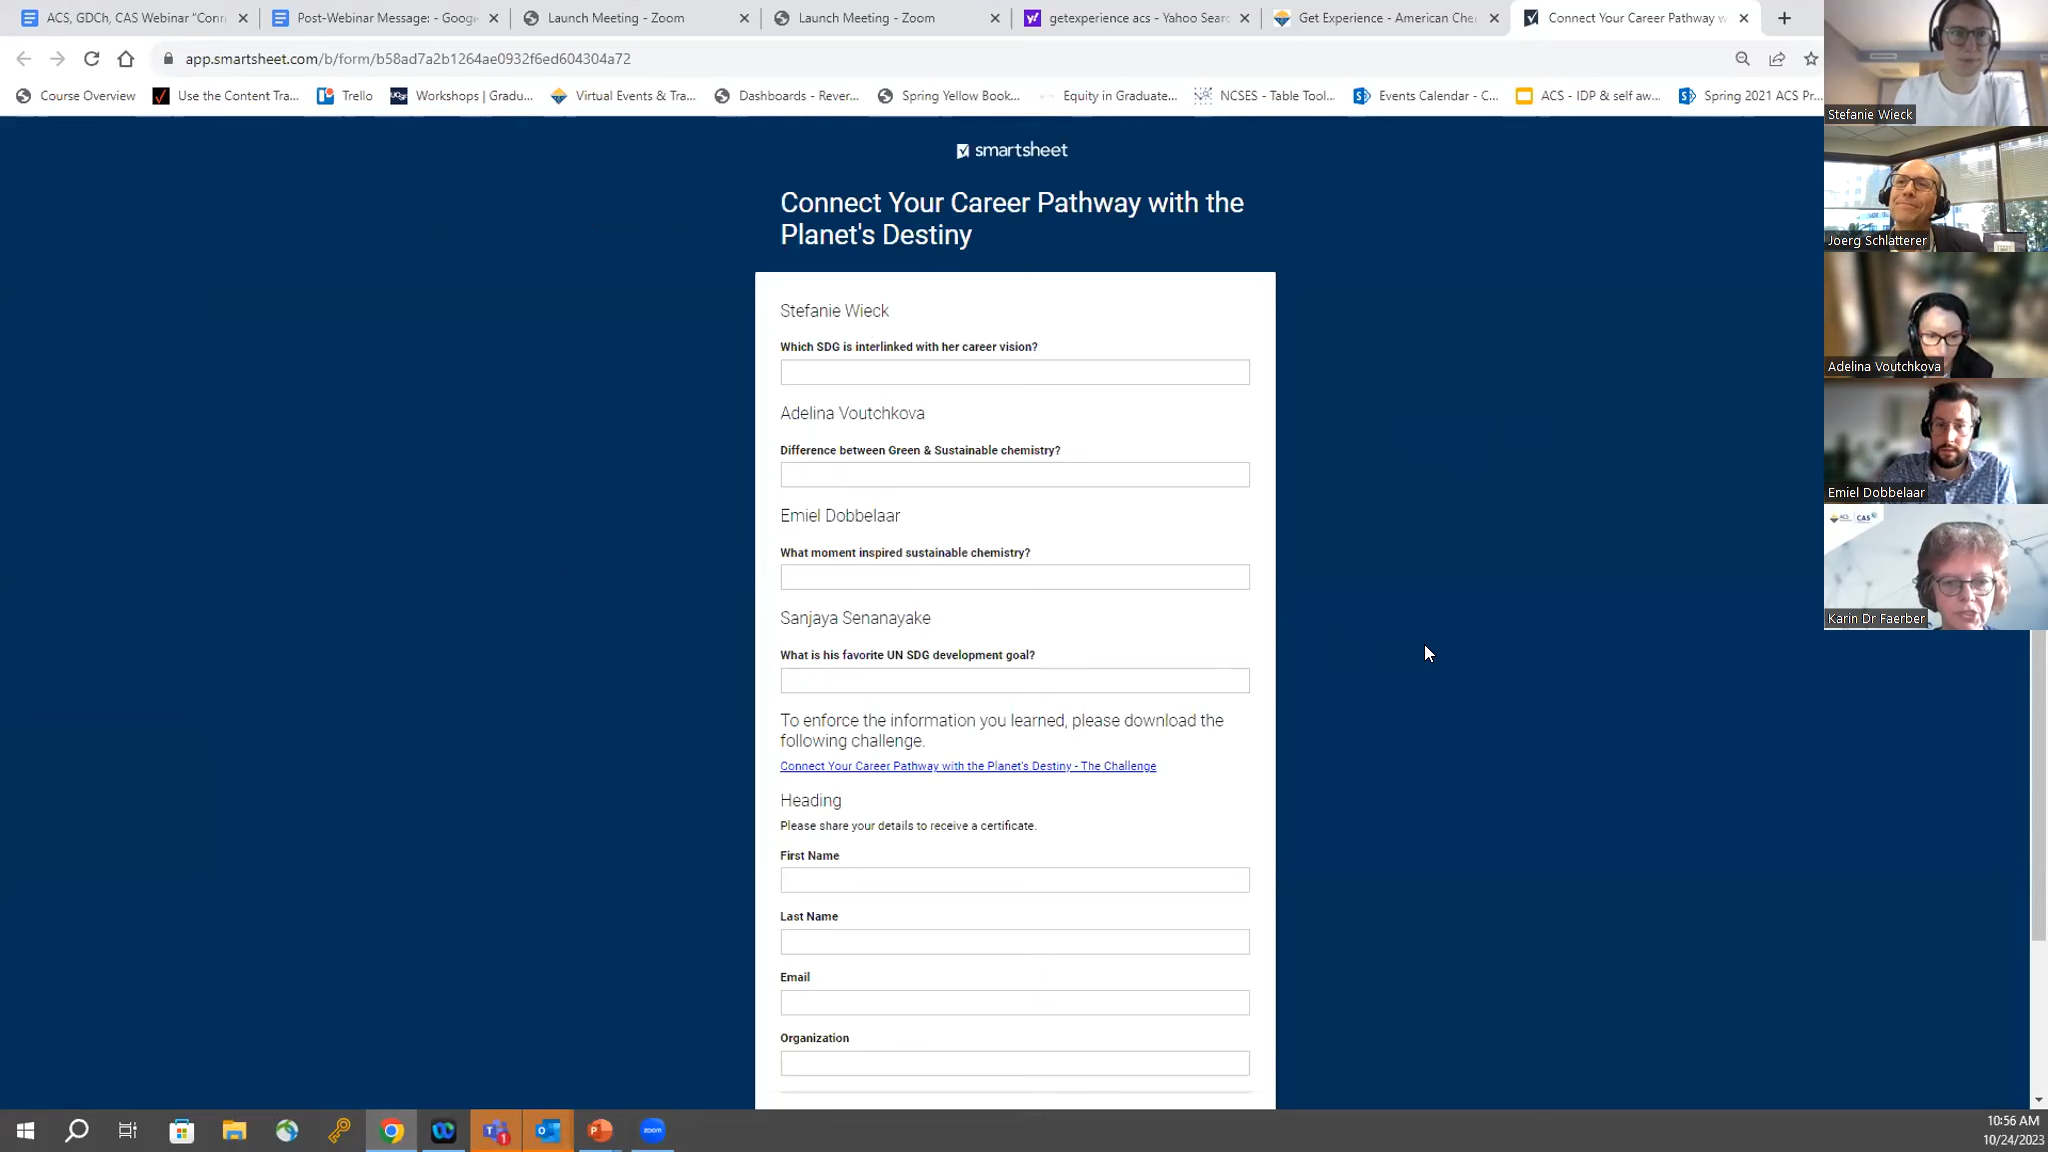 ACS, GDCh, CAS Webinar "Conn
Post-Webinar Message: - Googl
Launch Meeting - Zoom
Launch Meeting - Zoom
getexperience acs - Yahoo Searc
Get Experience - American Che
Connect Your Career Pathway w
app.smartsheet.com/b/form/b58ad7a2b1264ae0932f6ed604304a72
Course Overview
Use the Content Tra...
Trello
Workshops | Gradu...
Virtual Events & Tra...
Dashboards - Rever...
Spring Yellow Book...
Equity in Graduate...
NCSES - Table Tool...
Events Calendar - C...
ACS - IDP & self aw...
Spring 2021 ACS Pr...
smartsheet
Connect Your Career Pathway with the
Planet's Destiny
Stefanie Wieck
Which SDG is interlinked with her career vision?
Adelina Voutchkova
Difference between Green & Sustainable chemistry?
Emiel Dobbelaar
What moment inspired sustainable chemistry?
Sanjaya Senanayake
What is his favorite UN SDG development goal?
To enforce the information you learned, please download the
following challenge.
Connect Your Career Pathway with the Planet's Destiny - The Challenge
Heading
Please share your details to receive a certificate.
First Name
Last Name
Email
Organization
Stefanie Wieck
Joerg Schlatterer
Adelina Voutchkova
Emiel Dobbelaar
ACS
CAS
Karin Dr Faerber
zoom
10:56 AM
10/24/2023